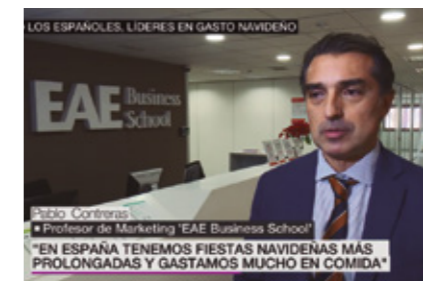 LOS ESPAÑOLES, LÍDERES EN GASTO NAVIDEÑO
EAE Business
School
Pablo Contreras
Profesor de Marketing 'EAE Business School'
"EN ESPAÑA TENEMOS FIESTAS NAVIDEÑAS MÁS
PROLONGADAS Y GASTAMOS MUCHO EN COMIDA"